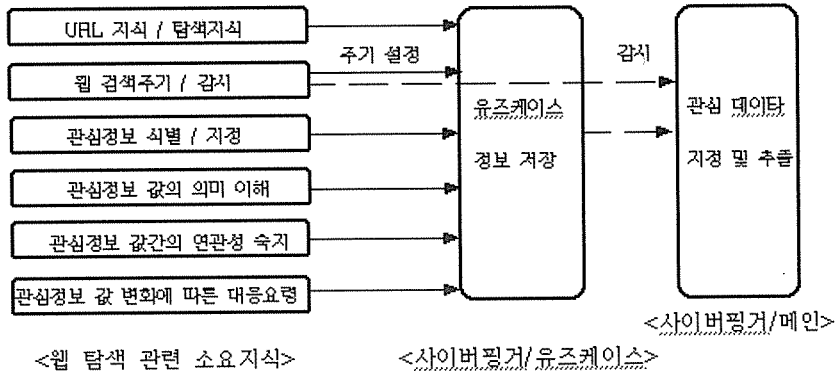 URL 지식 / 탐색지식
웹 검색주기 / 감시
관심정보 식별 / 지정
관심정보 값의 의미 이해
관심정보 값간의 연관성 숙지
관심정보 값 변화에 따른 대응요령
<웹 탐색 관련 소요지식>
주기 설정
유즈케이스
정보 저장
<사이버핑거/유즈케이스>
감시
관심 데이타
지정 및 추출
<사이버핑거/메인>